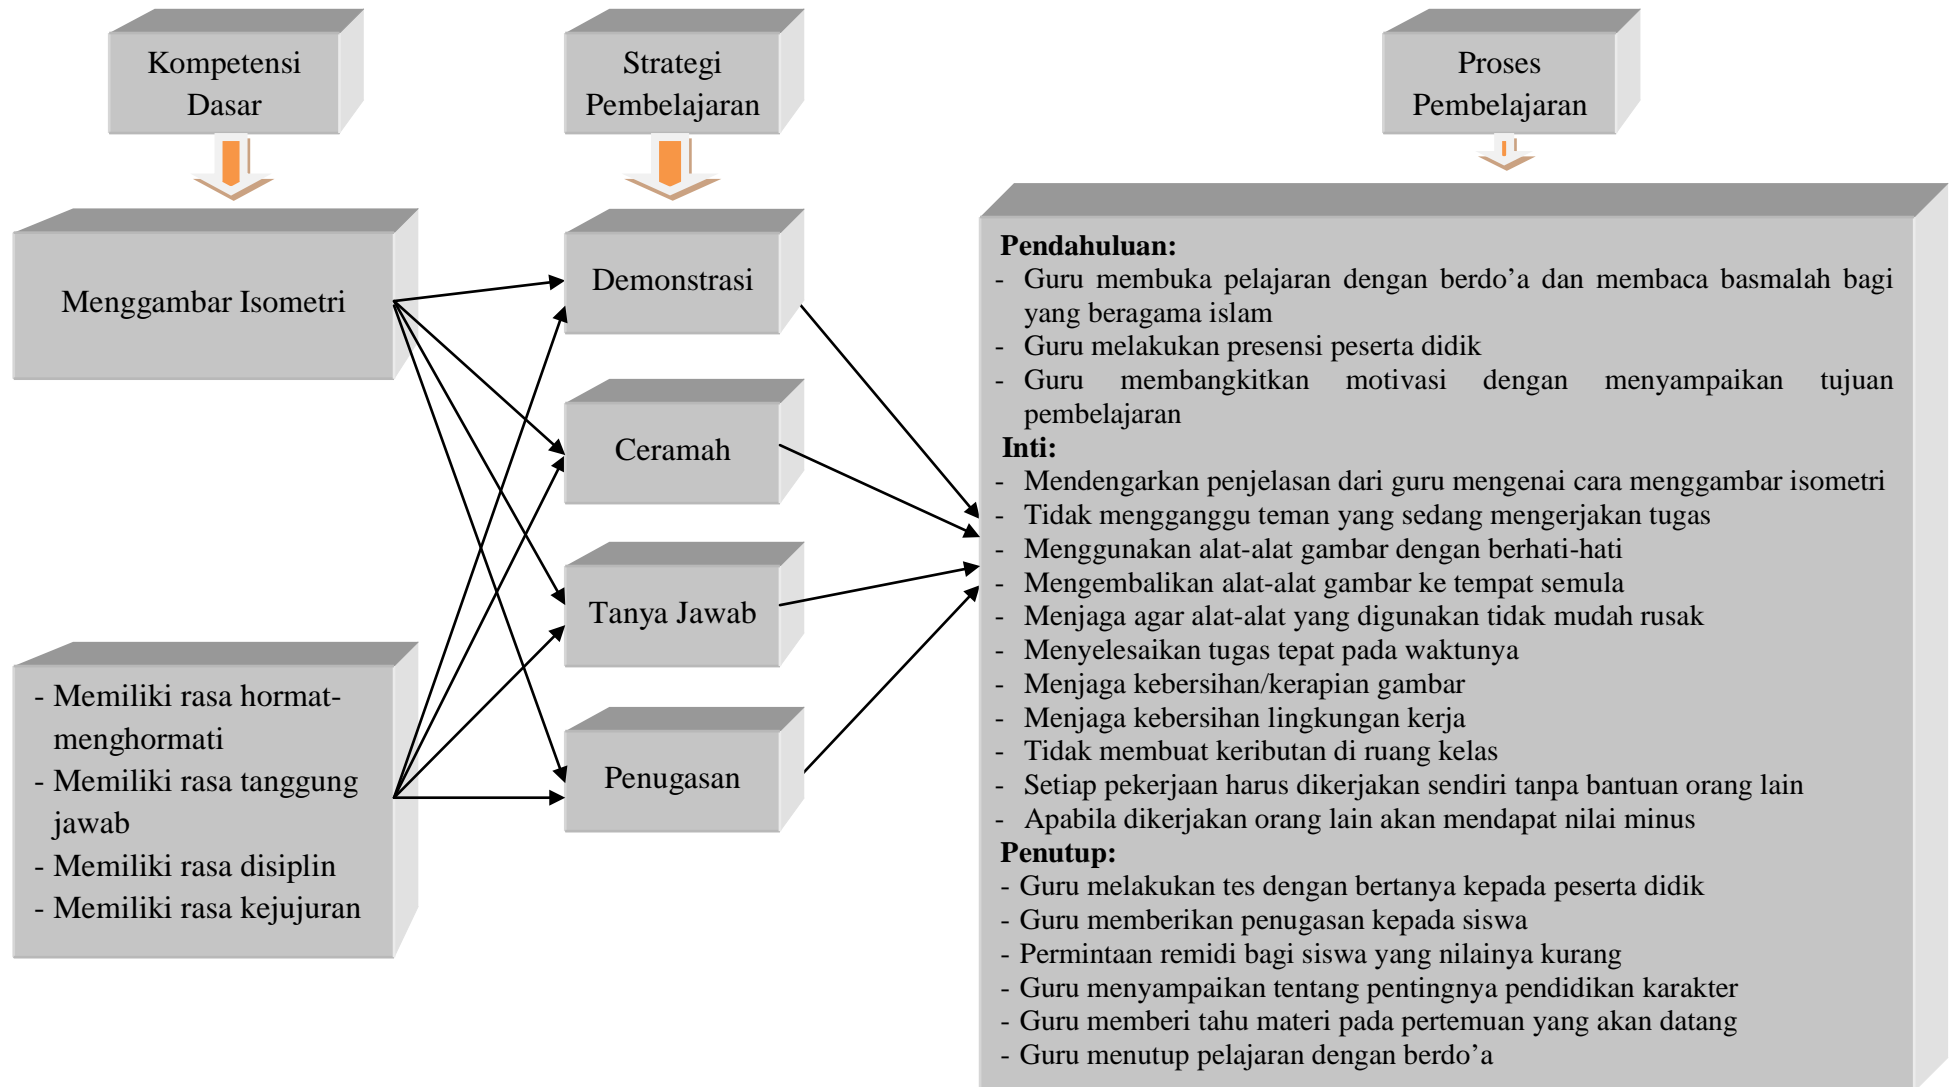 Kompetensi
Dasar
Strategi
Pembelajaran
Proses
Pembelajaran
Menggambar Isometri
- Memiliki rasa hormat-
menghormati
- Memiliki rasa tanggung
jawab
- Memiliki rasa disiplin
- Memiliki rasa kejujuran
Demonstrasi
Ceramah
Tanya Jawab
Penugasan
Pendahuluan:
- Guru membuka pelajaran dengan berdo’a dan membaca basmalah bagi
yang beragama islam
- Guru melakukan presensi peserta didik
- Guru membangkitkan motivasi dengan menyampaikan tujuan
pembelajaran
Inti:
- Mendengarkan penjelasan dari guru mengenai cara menggambar isometri
- Tidak mengganggu teman yang sedang mengerjakan tugas
- Menggunakan alat-alat gambar dengan berhati-hati
- Mengembalikan alat-alat gambar ke tempat semula
- Menjaga agar alat-alat yang digunakan tidak mudah rusak
- Menyelesaikan tugas tepat pada waktunya
- Menjaga kebersihan/kerapian gambar
- Menjaga kebersihan lingkungan kerja
- Tidak membuat keributan di ruang kelas
- Setiap pekerjaan harus dikerjakan sendiri tanpa bantuan orang lain
- Apabila dikerjakan orang lain akan mendapat nilai minus
Penutup:
- Guru melakukan tes dengan bertanya kepada peserta didik
- Guru memberikan penugasan kepada siswa
- Permintaan remidi bagi siswa yang nilainya kurang
- Guru menyampaikan tentang pentingnya pendidikan karakter
- Guru memberi tahu materi pada pertemuan yang akan datang
- Guru menutup pelajaran dengan berdo’a